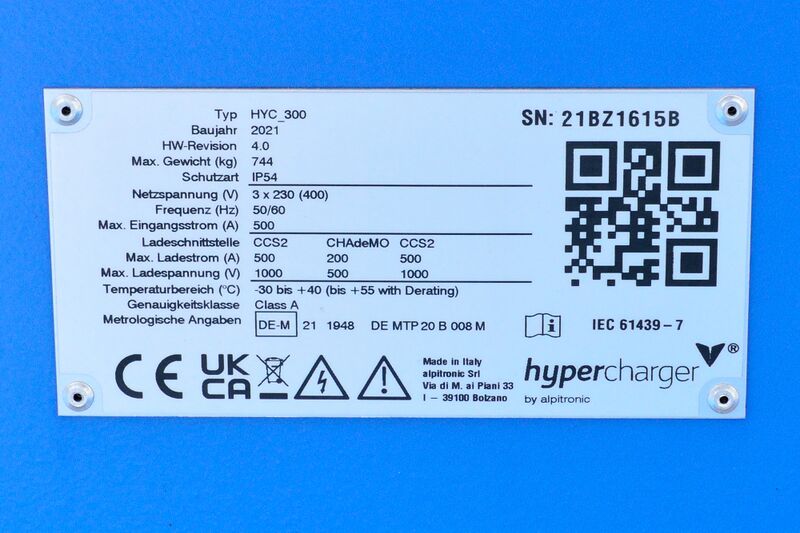 Typ HYC_300
Baujahr 2021
HW-Revision 4.0
Max. Gewicht (kg) 744
Schutzart IP54
Netzspannung (V) 3 x 230 (400)
Frequenz (Hz) 50/60
Max. Eingangsstrom (A) 500
Ladeschnittstelle CCS2 CHAdeMO CCS2
Max. Ladestrom (A) 500 200 500
Max. Ladespannung (V) 1000 500 1000
Temperaturbereich (°C) -30 bis +40 (bis +55 with Derating)
Genauigkeitsklasse Class A
Metrologische Angaben DE-M 21 1948 DE MTP 20 B 008 M
SN: 21BZ1615B
i IEC 61439-7
CE
UK
CA
Made in Italy
alpitronic Srl
Via di M. ai Piani 33
I – 39100 Bolzano
hypercharger ®
by alpitronic